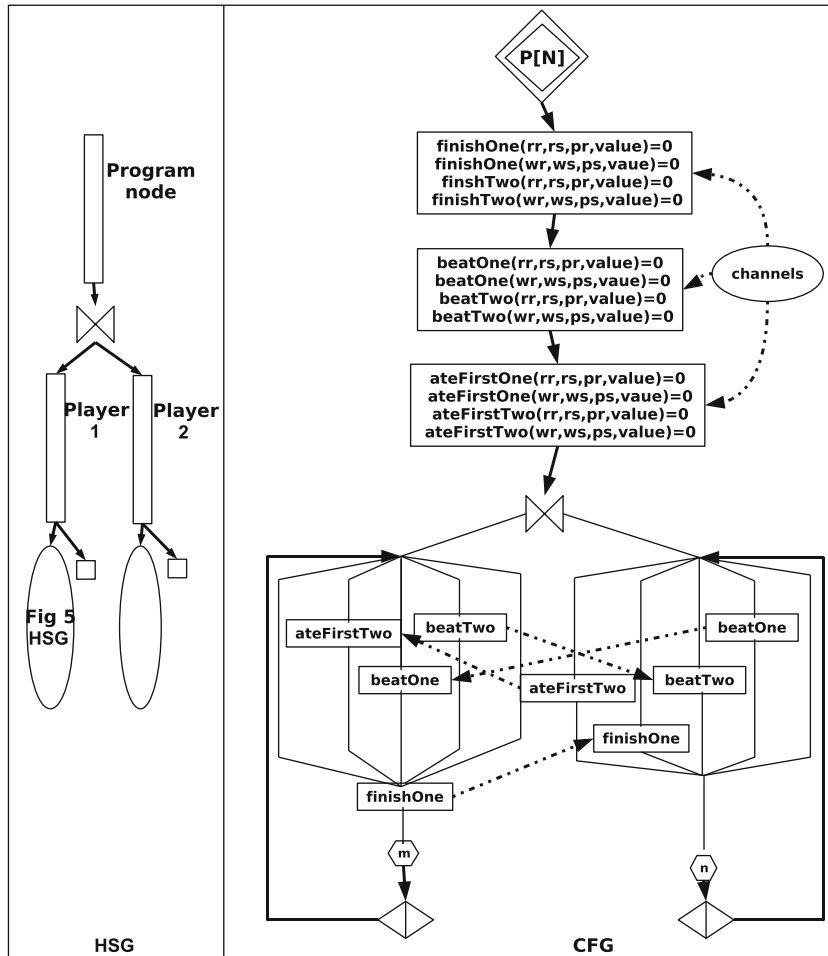 Program
node
Player
1
Player
2
Fig 5
HSG
HSG
P[N]
finishOne(rr,rs,pr,value)=0
finishOne(wr,ws,ps,vaue)=0
finshTwo(rr,rs,pr,value)=0
finishTwo(wr,ws,ps,value)=0
beatOne(rr,rs,pr,value)=0
beatOne(wr,ws,ps,value)=0
beatTwo(rr,rs,pr,value)=0
beatTwo(wr,ws,ps,value)=0
channels
ateFirstOne(rr,rs,pr,value)=0
ateFirstOne(wr,ws,ps,value)=0
ateFirstTwo(rr,rs,pr,value)=0
ateFirstTwo(wr,ws,ps,value)=0
ateFirstTwo
beatTwo
beatOne
beatOne
ateFirstTwo
beatTwo
finishOne
finishOne
m
n
CFG